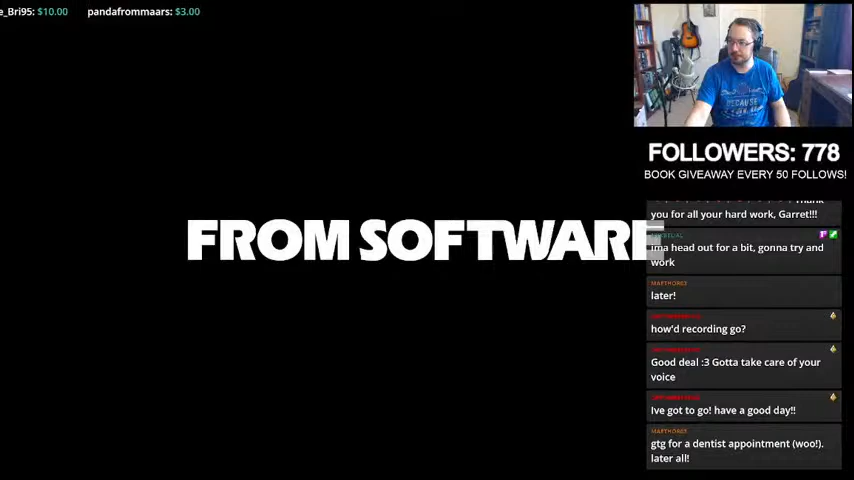 e_Bri95: $10.00 pandafrommaars: $3.00
FOLLOWERS: 778
BOOK GIVEAWAY EVERY 50 FOLLOWS!
FROM SOFTWARE
you for all your hard work, Garret!!!
ima head out for a bit, gonna try and
work
later!
how'd recording go?
Good deal :3 Gotta take care of your
voice
Ive got to go! have a good day!!
gtg for a dentist appointment (woo!).
later all!